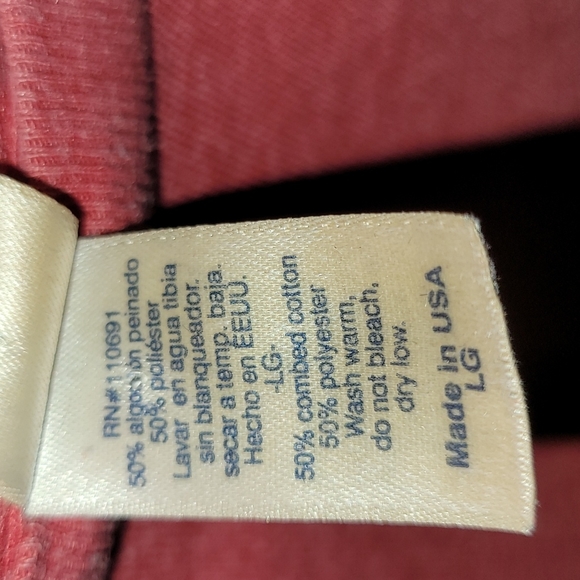 RN#110691
50% algodón peinado
50% poliéster
Lavar en agua tibia
sin blanqueador.
secar a temp. baja.
Hecho en EEUU.
-LG-
50% combed cotton
50% polyester
Wash warm,
do not bleach,
dry low.
Made in USA
LG